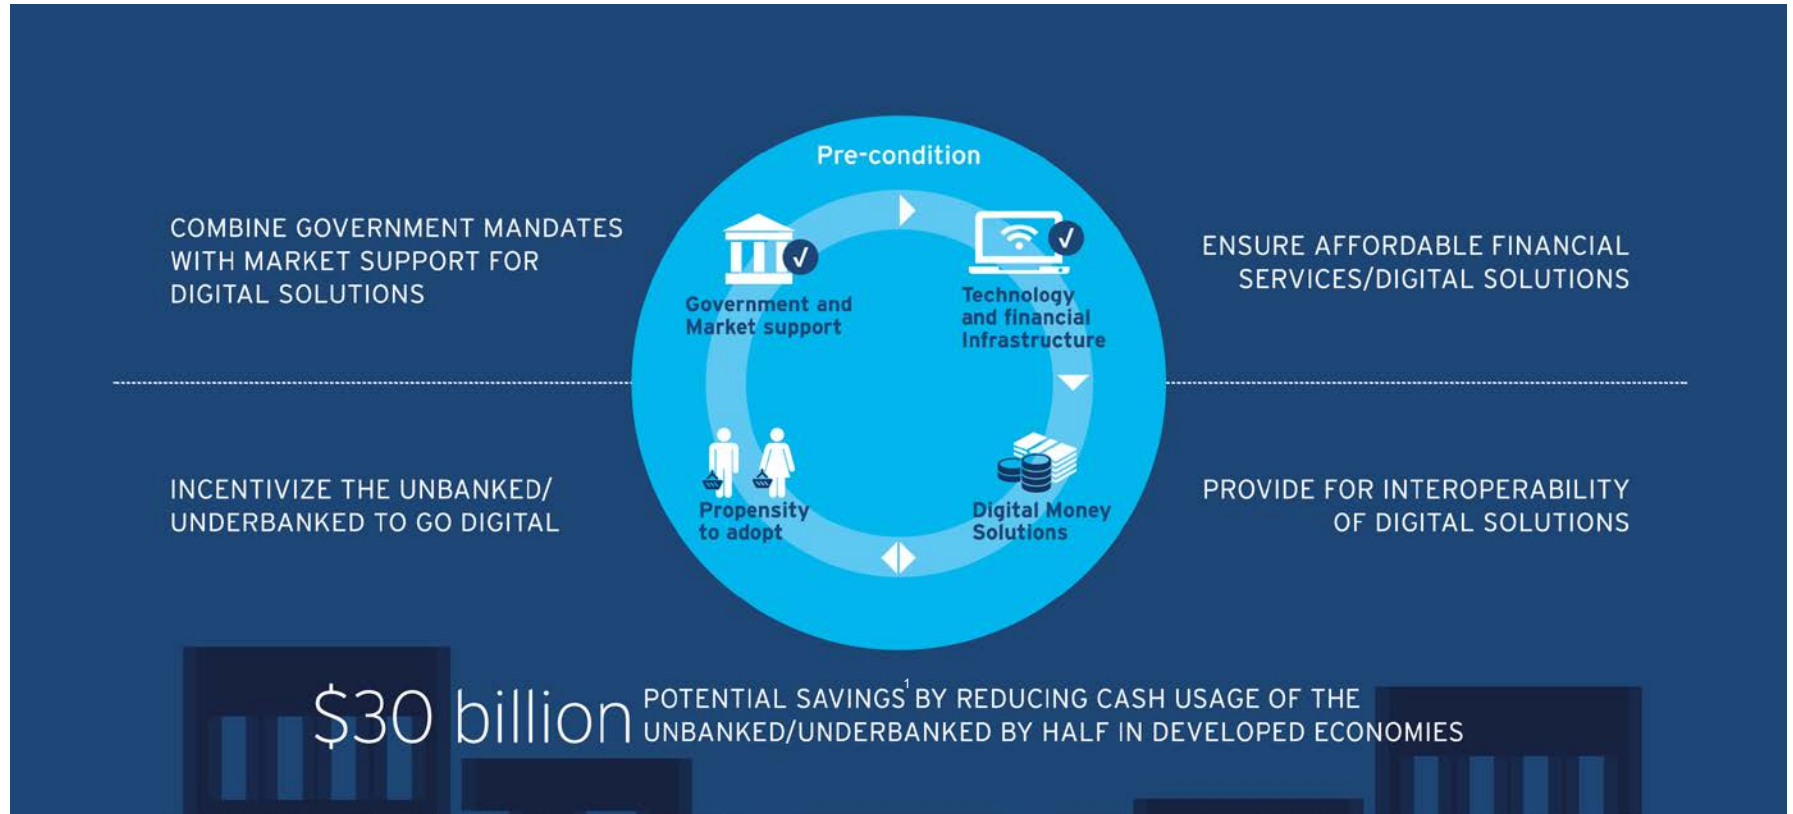 Pre-condition
COMBINE GOVERNMENT MANDATES
WITH MARKET SUPPORT FOR
DIGITAL SOLUTIONS
Government and
Market support
Technology
and financial
Infrastructure
ENSURE AFFORDABLE FINANCIAL
SERVICES/DIGITAL SOLUTIONS
INCENTIVIZE THE UNBANKED/
UNDERBANKED TO GO DIGITAL
Propensity
to adopt
Digital Money
Solutions
PROVIDE FOR INTEROPERABILITY
OF DIGITAL SOLUTIONS
$30 billion
POTENTIAL SAVINGS¹ BY REDUCING CASH USAGE OF THE
UNBANKED/UNDERBANKED BY HALF IN DEVELOPED ECONOMIES